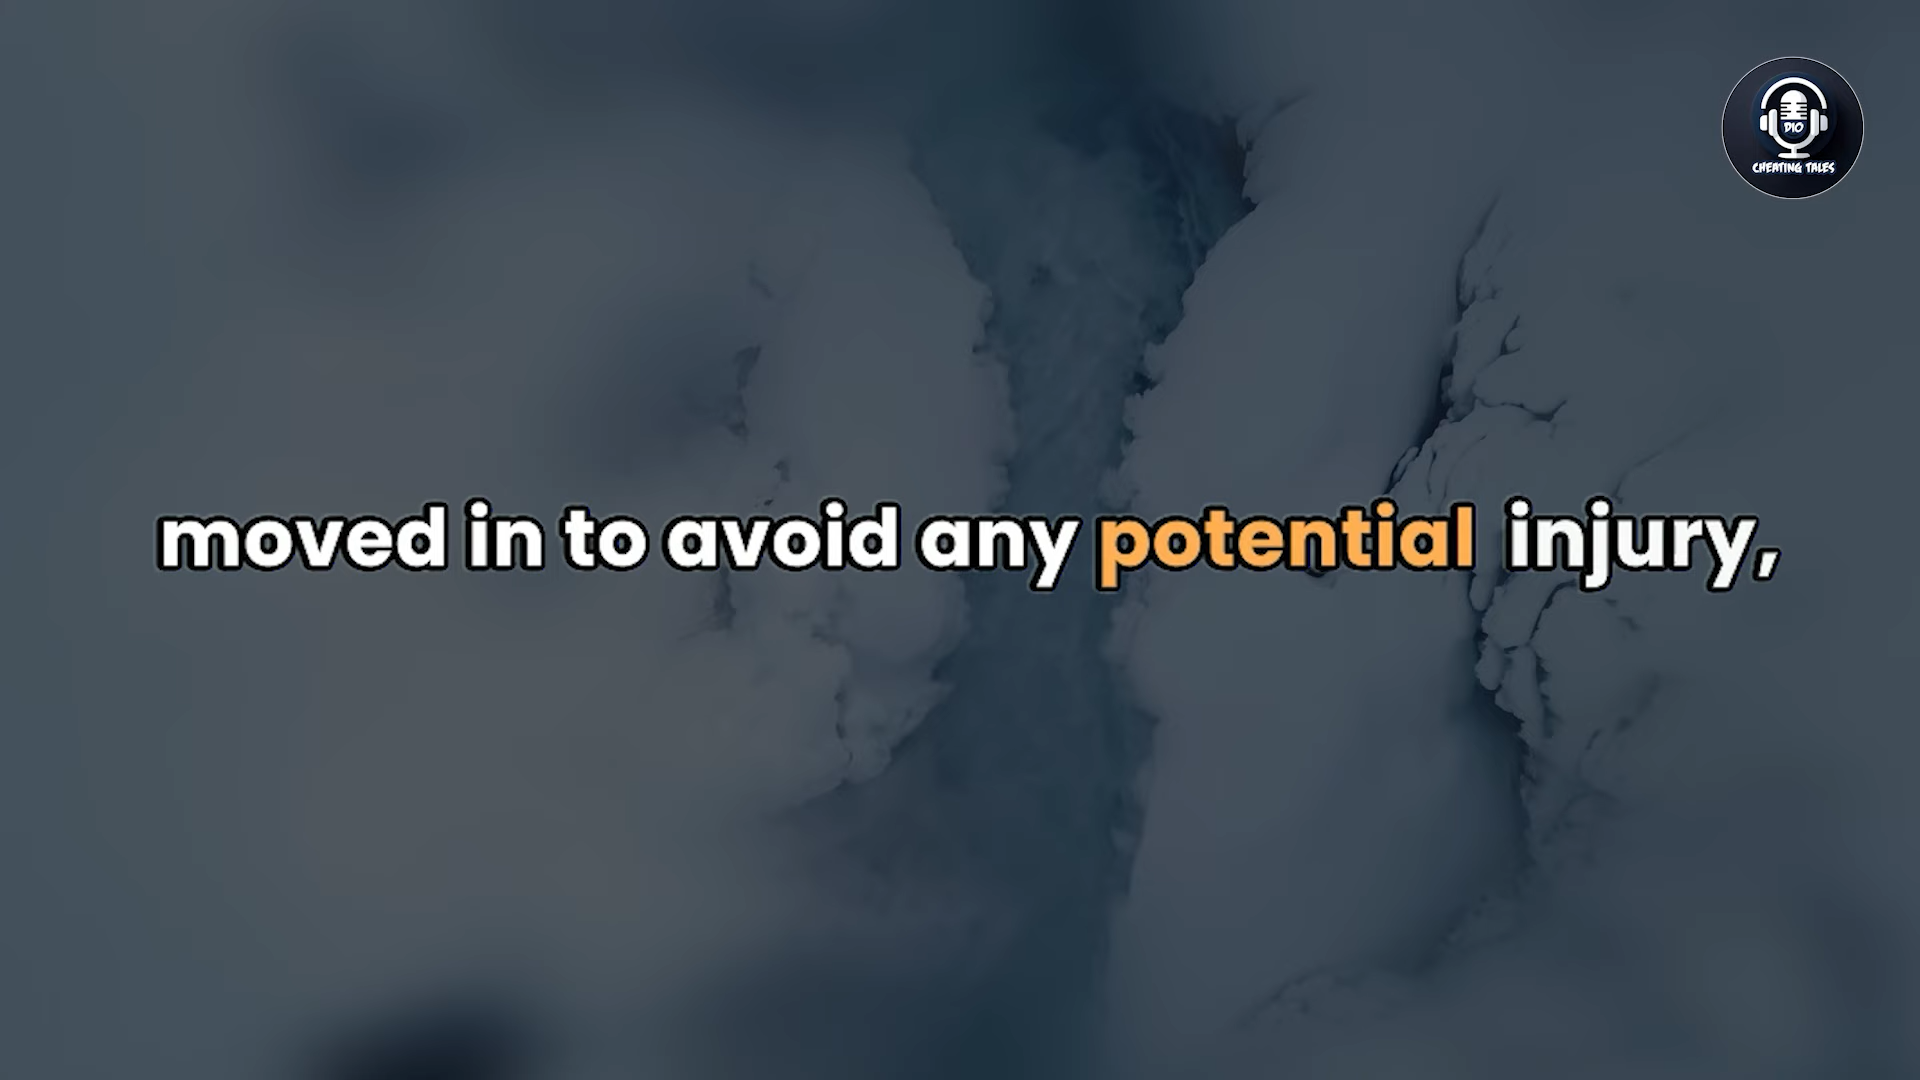 DIO
CHEATING TALES
moved in to avoid any potential injury,